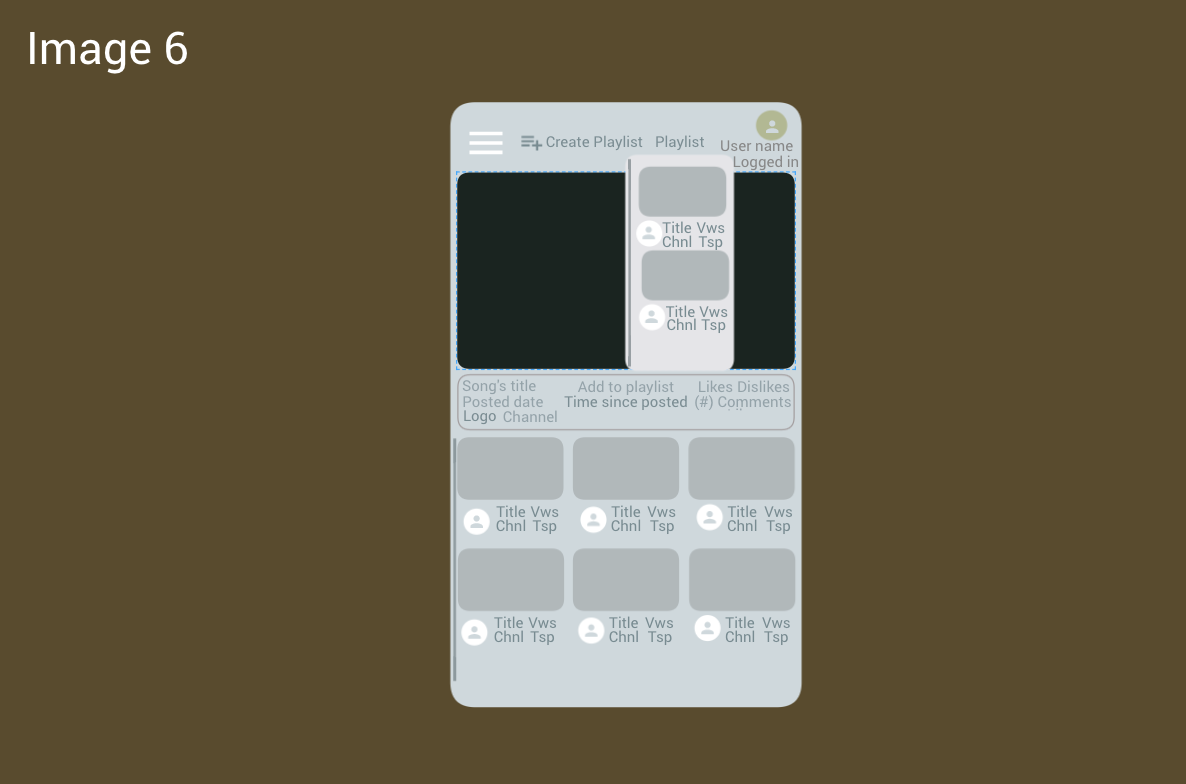 Image 6
Create Playlist Playlist
User name
Logged in
Title Vws
Chnl Tsp
Title Vws
Chnl Tsp
Song's title Add to playlist Likes Dislikes
Posted date Time since posted (#) Comments
Logo Channel
Title Vws Title Vws Title Vws
Chnl Tsp Chnl Tsp Chnl Tsp
Title Vws Title Vws Title Vws
Chnl Tsp Chnl Tsp Chnl Tsp